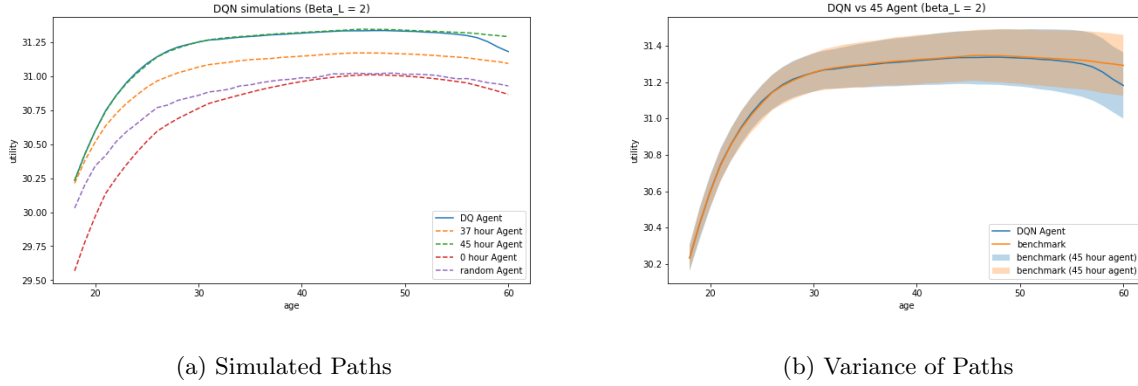 DQN simulations (Beta_L = 2)
31.25
31.00
30.75
30.50
30.25
30.00
29.75
29.50
utility
20 30 40 50 60
age
DQ Agent
37 hour Agent
45 hour Agent
0 hour Agent
random Agent
(a) Simulated Paths
DQN vs 45 Agent (beta_L = 2)
31.4
31.2
31.0
30.8
30.6
30.4
30.2
utility
20 30 40 50 60
age
DQN Agent
benchmark
benchmark (45 hour agent)
benchmark (45 hour agent)
(b) Variance of Paths